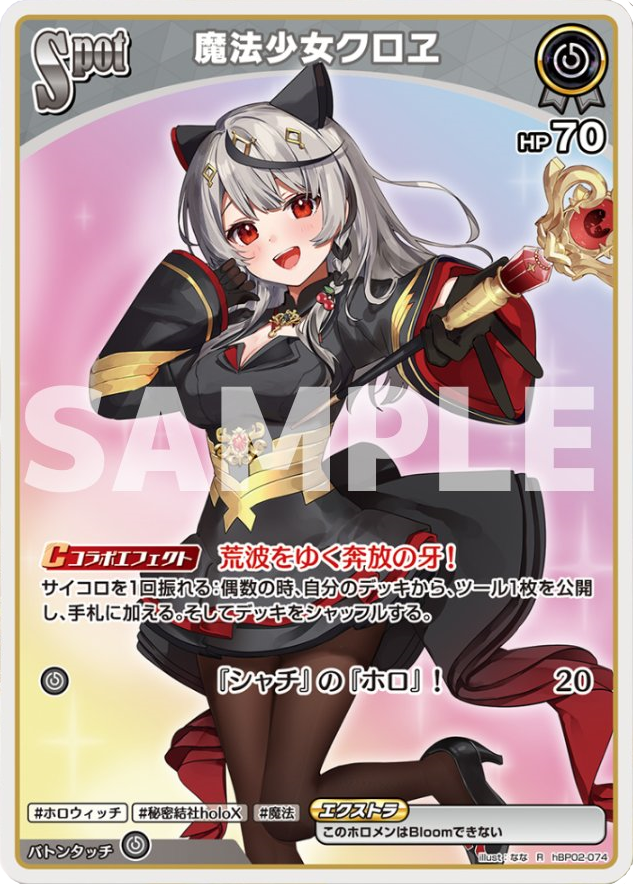 Spot
魔法少女クロヱ
HP 70
SAMPLE
Cコラボエフェクト 荒波をゆく奔放の牙！
サイコロを1回振れる：偶数の時、自分のデッキから、ツール1枚を公開
し、手札に加える。そしてデッキをシャッフルする。
『シャチ』の『ホロ』！ 20
#ホロウィッチ #秘密結社holoX #魔法
エクストラ
このホロメンはBloomできない
バトンタッチ
illust：なな R hBP02-074